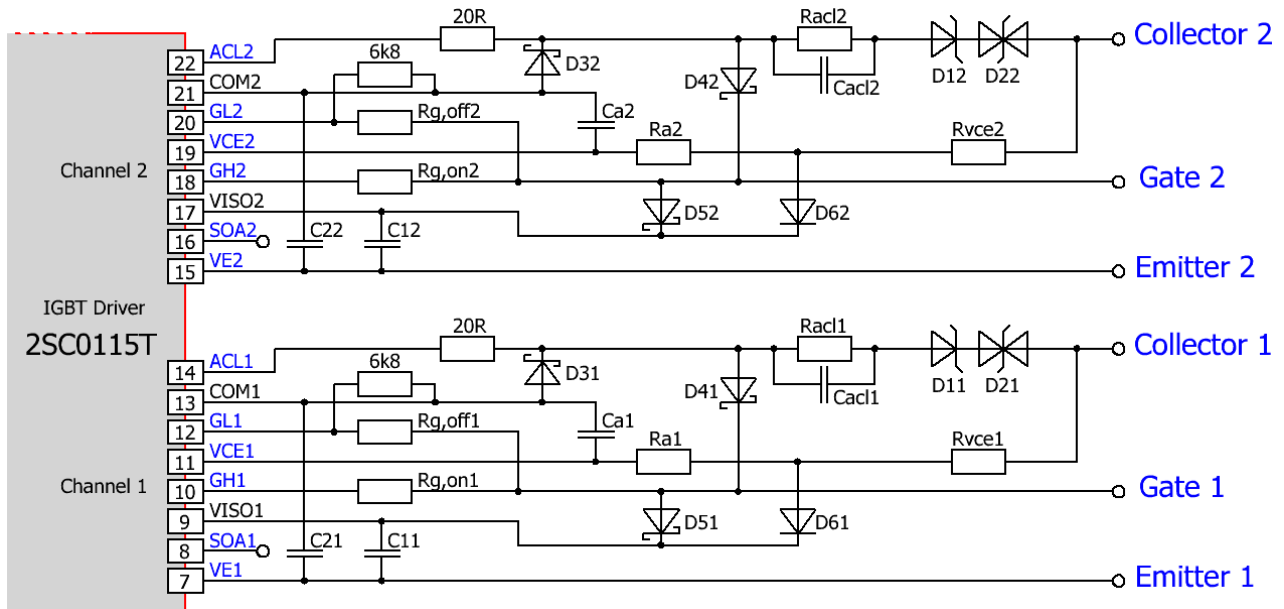 20R
Racl2
Collector 2
22
ACL2
6k8
D32
D12
D22
21
COM2
D42
Cacl2
20
GL2
Rg,off2
Ca2
19
VCE2
Ra2
Rvce2
Channel 2
18
GH2
Rg,on2
Gate 2
17
VISO2
D52
D62
16
SOA2
C22
C12
15
VE2
Emitter 2
IGBT Driver
2SC0115T
20R
Racl1
Collector 1
14
ACL1
6k8
D31
D11
D21
13
COM1
D41
Cacl1
12
GL1
Rg,off1
Ca1
11
VCE1
Ra1
Rvce1
Channel 1
10
GH1
Rg,on1
Gate 1
9
VISO1
D51
D61
8
SOA1
C21
C11
7
VE1
Emitter 1